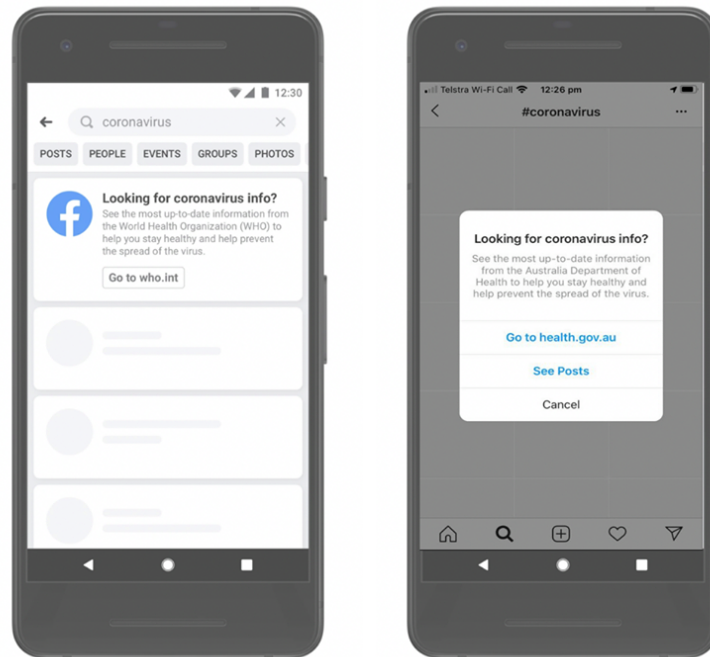 12:30
coronavirus
POSTS PEOPLE EVENTS GROUPS PHOTOS
Looking for coronavirus info?
See the most up-to-date information from
the World Health Organization (WHO) to
help you stay healthy and help prevent
the spread of the virus.
Go to who.int
Telstra Wi-Fi Call 12:26 pm
#coronavirus
Looking for coronavirus info?
See the most up-to-date information
from the Australia Department of
Health to help you stay healthy and
help prevent the spread of the virus.
Go to health.gov.au
See Posts
Cancel